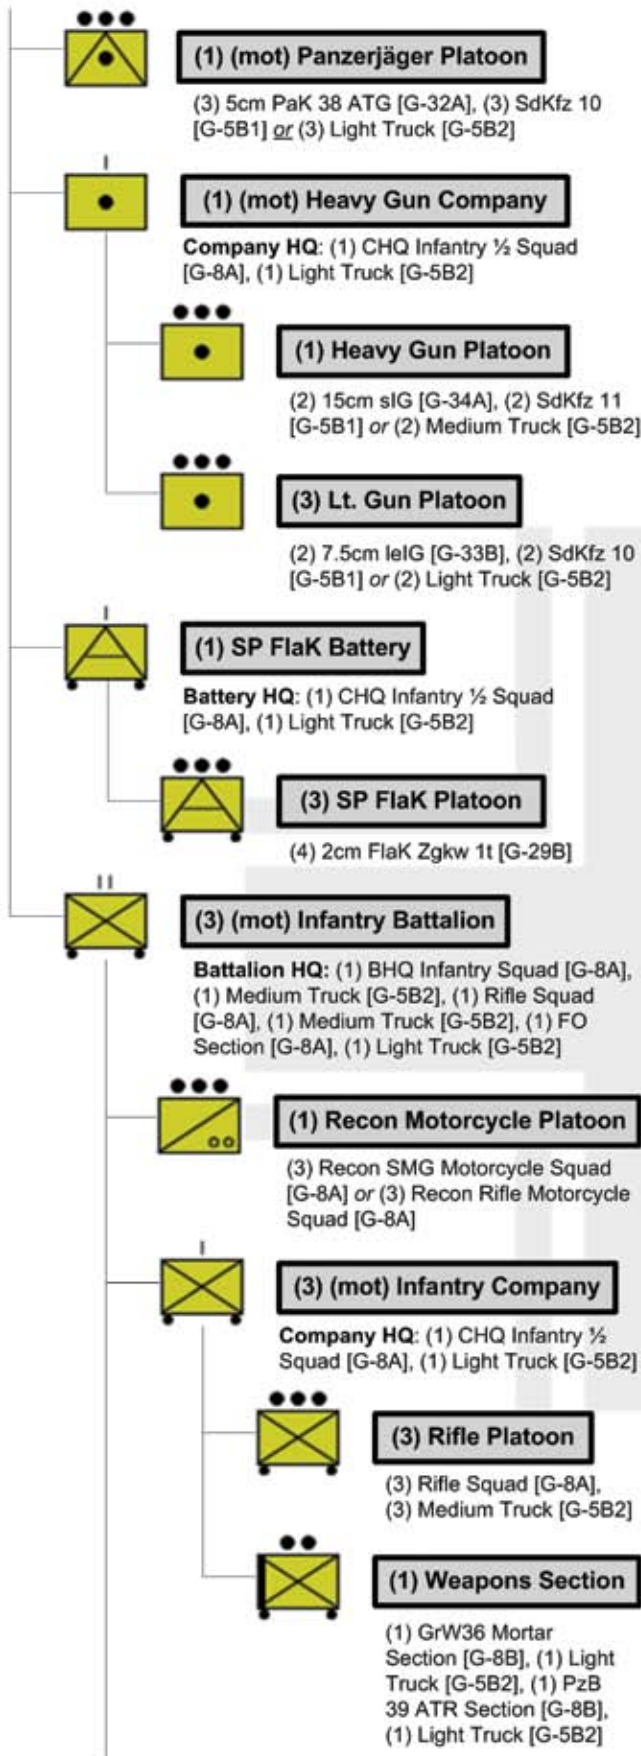 (1) (mot) Panzerjäger Platoon
(3) 5cm PaK 38 ATG [G-32A], (3) SdKfz 10
[G-5B1] or (3) Light Truck [G-5B2]
(1) (mot) Heavy Gun Company
Company HQ: (1) CHQ Infantry ½ Squad
[G-8A], (1) Light Truck [G-5B2]
(1) Heavy Gun Platoon
(2) 15cm sIG [G-34A], (2) SdKfz 11
[G-5B1] or (2) Medium Truck [G-5B2]
(3) Lt. Gun Platoon
(2) 7.5cm leIG [G-33B], (2) SdKfz 10
[G-5B1] or (2) Light Truck [G-5B2]
(1) SP FlaK Battery
Battery HQ: (1) CHQ Infantry ½ Squad
[G-8A], (1) Light Truck [G-5B2]
(3) SP FlaK Platoon
(4) 2cm FlaK Zgkw 1t [G-29B]
(3) (mot) Infantry Battalion
Battalion HQ: (1) BHQ Infantry Squad [G-8A],
(1) Medium Truck [G-5B2], (1) Rifle Squad
[G-8A], (1) Medium Truck [G-5B2], (1) FO
Section [G-8A], (1) Light Truck [G-5B2]
(1) Recon Motorcycle Platoon
(3) Recon SMG Motorcycle Squad
[G-8A] or (3) Recon Rifle Motorcycle
Squad [G-8A]
(3) (mot) Infantry Company
Company HQ: (1) CHQ Infantry ½
Squad [G-8A], (1) Light Truck [G-5B2]
(3) Rifle Platoon
(3) Rifle Squad [G-8A],
(3) Medium Truck [G-5B2]
(1) Weapons Section
(1) GrW36 Mortar
Section [G-8B], (1) Light
Truck [G-5B2], (1) PzB
39 ATR Section [G-8B],
(1) Light Truck [G-5B2]